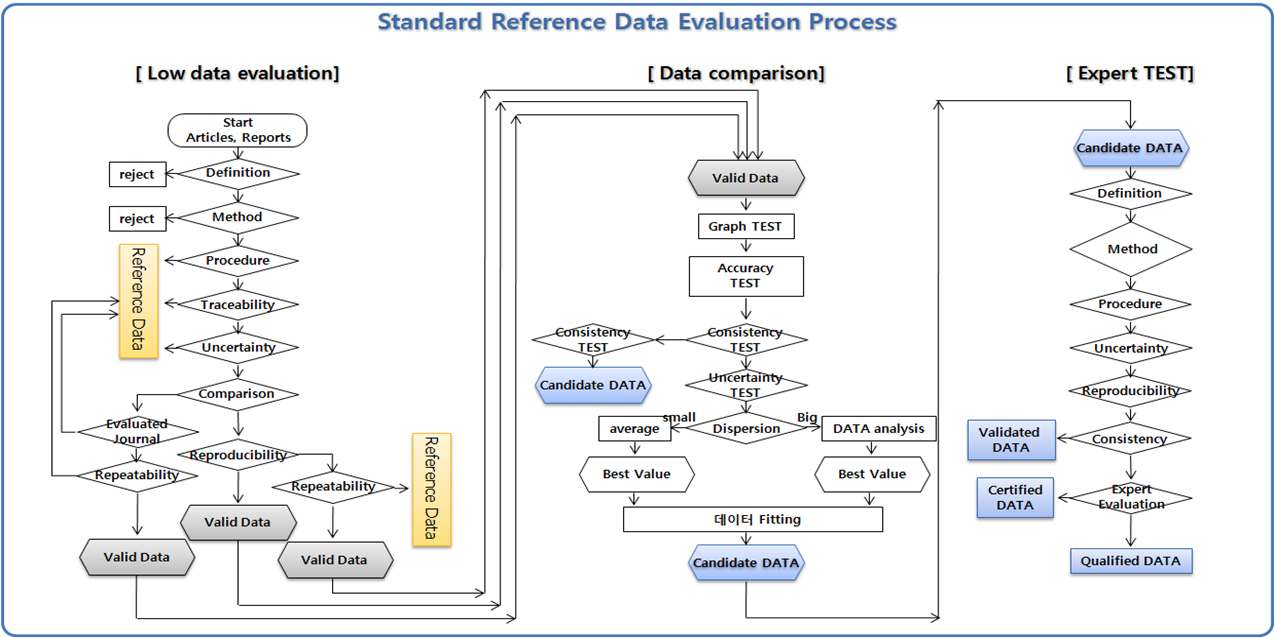 Standard Reference Data Evaluation Process
[ Low data evaluation]
Start
Articles, Reports
reject
Definition
reject
Method
Reference Data
Procedure
Traceability
Uncertainty
Comparison
Evaluated
Journal
Reproducibility
Repeatability
Repeatability
Reference Data
Valid Data
Valid Data
Valid Data
[ Data comparison]
Valid Data
Graph TEST
Accuracy
TEST
Consistency
TEST
Consistency
TEST
Candidate DATA
Uncertainty
TEST
small
Big
average
Dispersion
DATA analysis
Best Value
Best Value
데이터 Fitting
Candidate DATA
[ Expert TEST]
Candidate DATA
Definition
Method
Procedure
Uncertainty
Reproducibility
Validated
DATA
Consistency
Certified
DATA
Expert
Evaluation
Qualified DATA